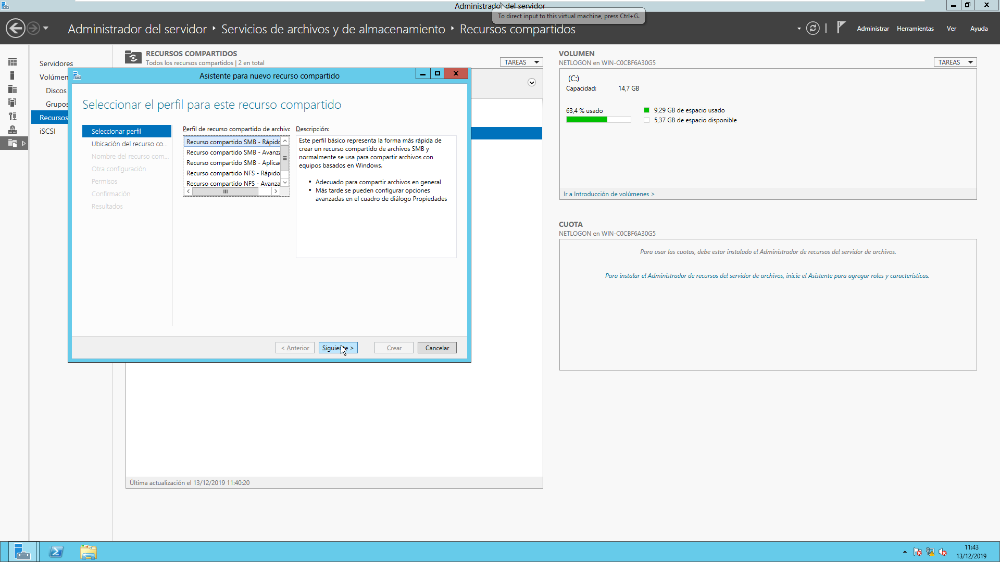 Administrador del servidor
To direct input to this virtual machine, press Ctrl+G.
Administrador del servidor ‣ Servicios de archivos y de almacenamiento ‣ Recursos compartidos
Administrar Herramientas Ver Ayuda
Servidores
Volúmen
Discos
Grupos
Recursos
iSCSI
RECURSOS COMPARTIDOS
Todos los recursos compartidos | 2 en total
TAREAS
Asistente para nuevo recurso compartido
Seleccionar el perfil para este recurso compartido
Seleccionar perfil
Ubicación del recurso co...
Nombre del recurso com...
Otra configuración
Permisos
Confirmación
Resultados
Perfil de recurso compartido de archivo
Recurso compartido SMB - Rápido
Recurso compartido SMB - Avanza
Recurso compartido SMB - Aplicac
Recurso compartido NFS - Rápido
Recurso compartido NFS - Avanza
Descripción:
Este perfil básico representa la forma más rápida de
crear un recurso compartido de archivos SMB y
normalmente se usa para compartir archivos con
equipos basados en Windows.
• Adecuado para compartir archivos en general
• Más tarde se pueden configurar opciones
avanzadas en el cuadro de diálogo Propiedades
< Anterior
Siguiente >
Crear
Cancelar
Última actualización el 13/12/2019 11:40:20
VOLUMEN
NETLOGON en WIN-C0CBF6A30G5
TAREAS
(C:)
Capacidad: 14,7 GB
63,4 % usado
9,29 GB de espacio usado
5,37 GB de espacio disponible
Ir a Introducción de volúmenes >
CUOTA
NETLOGON en WIN-C0CBF6A30G5
Para usar las cuotas, debe estar instalado el Administrador de recursos del servidor de archivos.
Para instalar el Administrador de recursos del servidor de archivos, inicie el Asistente para agregar roles y características.
11:43
13/12/2019